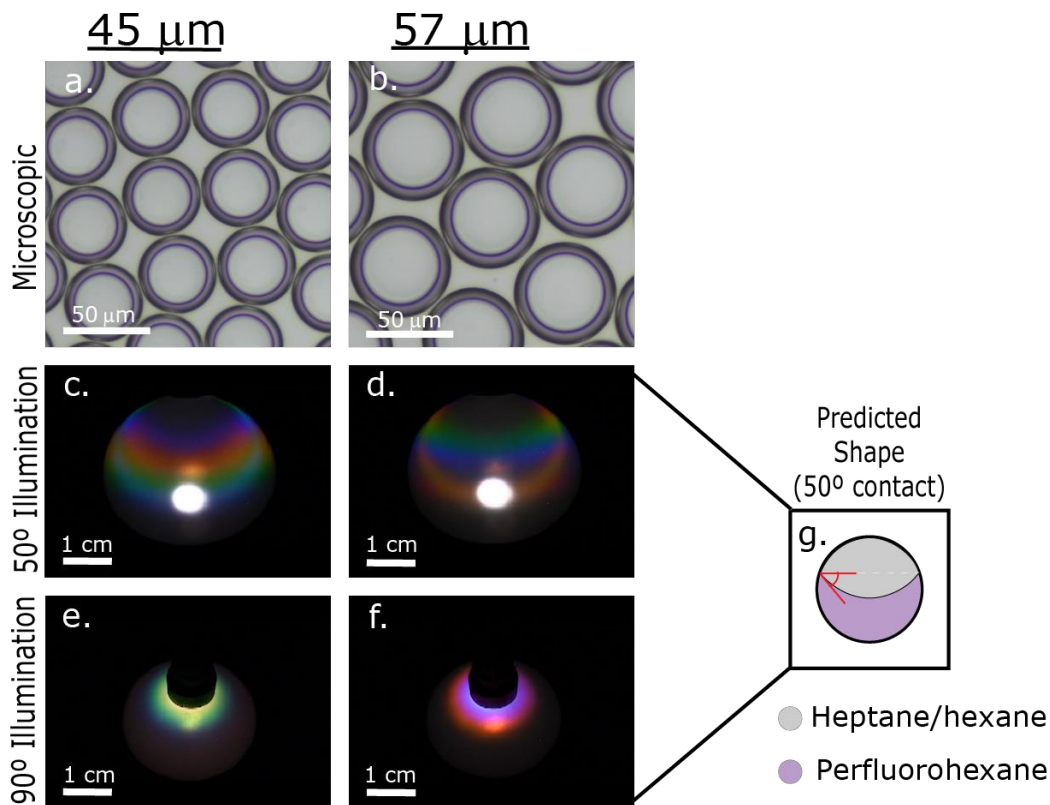 45 μm
57 μm
Microscopic
a.
50 μm
b.
50 μm
50º Illumination
c.
1 cm
d.
1 cm
90º Illumination
e.
1 cm
f.
1 cm
Predicted
Shape
(50º contact)
g.
Heptane/hexane
Perfluorohexane